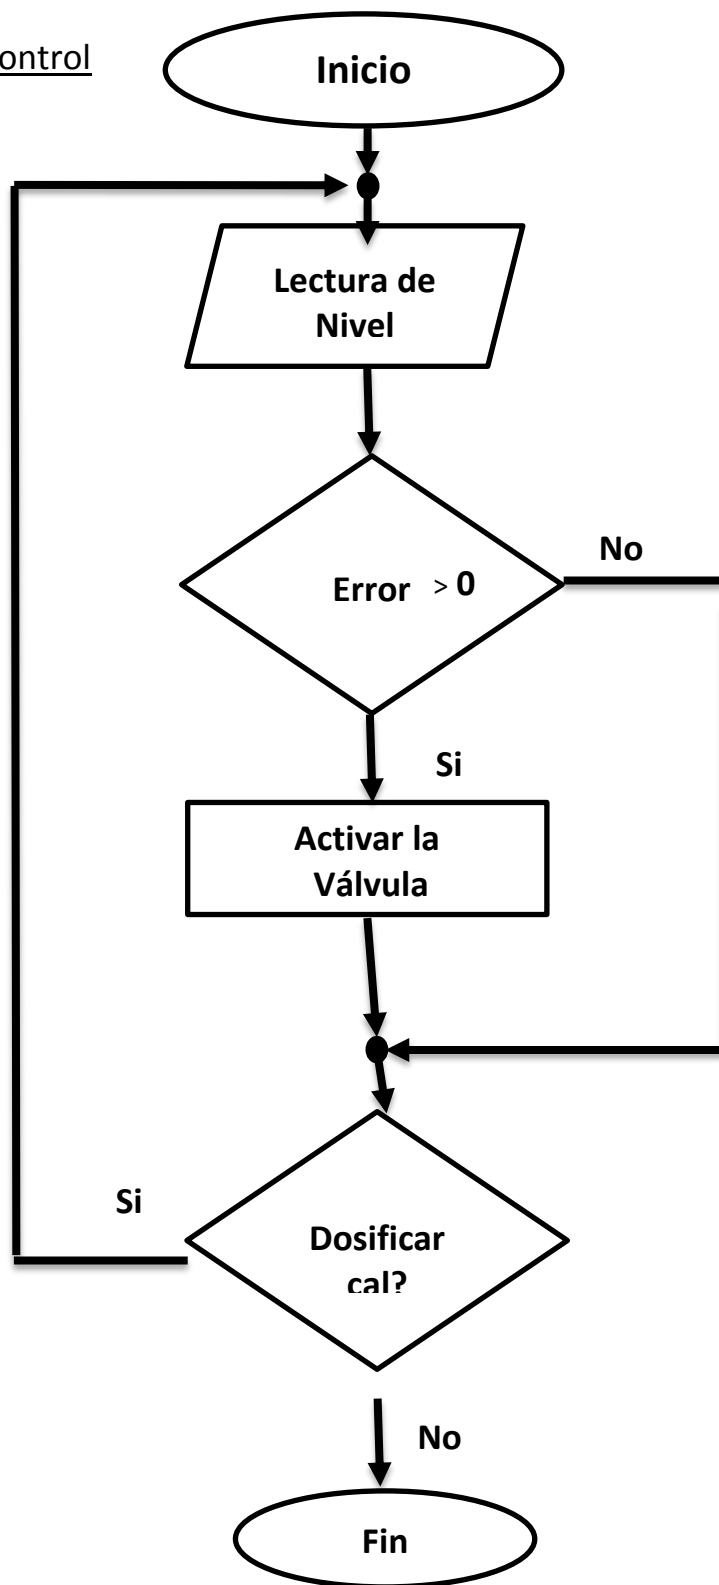 ontrol
Inicio
Lectura de
Nivel
No
Error > 0
Si
Activar la
Válvula
Si
Dosificar
cal?
No
Fin